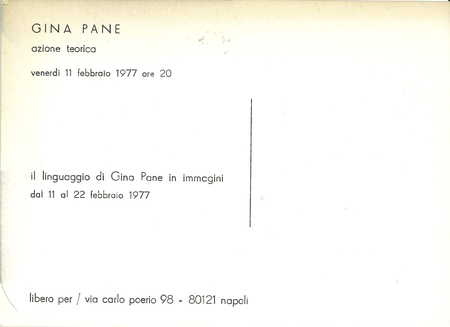 GINA PANE
azione teorica
venerdì 11 febbraio 1977 ore 20
il linguaggio di Gina Pane in immagini
dal 11 al 22 febbraio 1977
libero per / via carlo poerio 98 - 80121 napoli